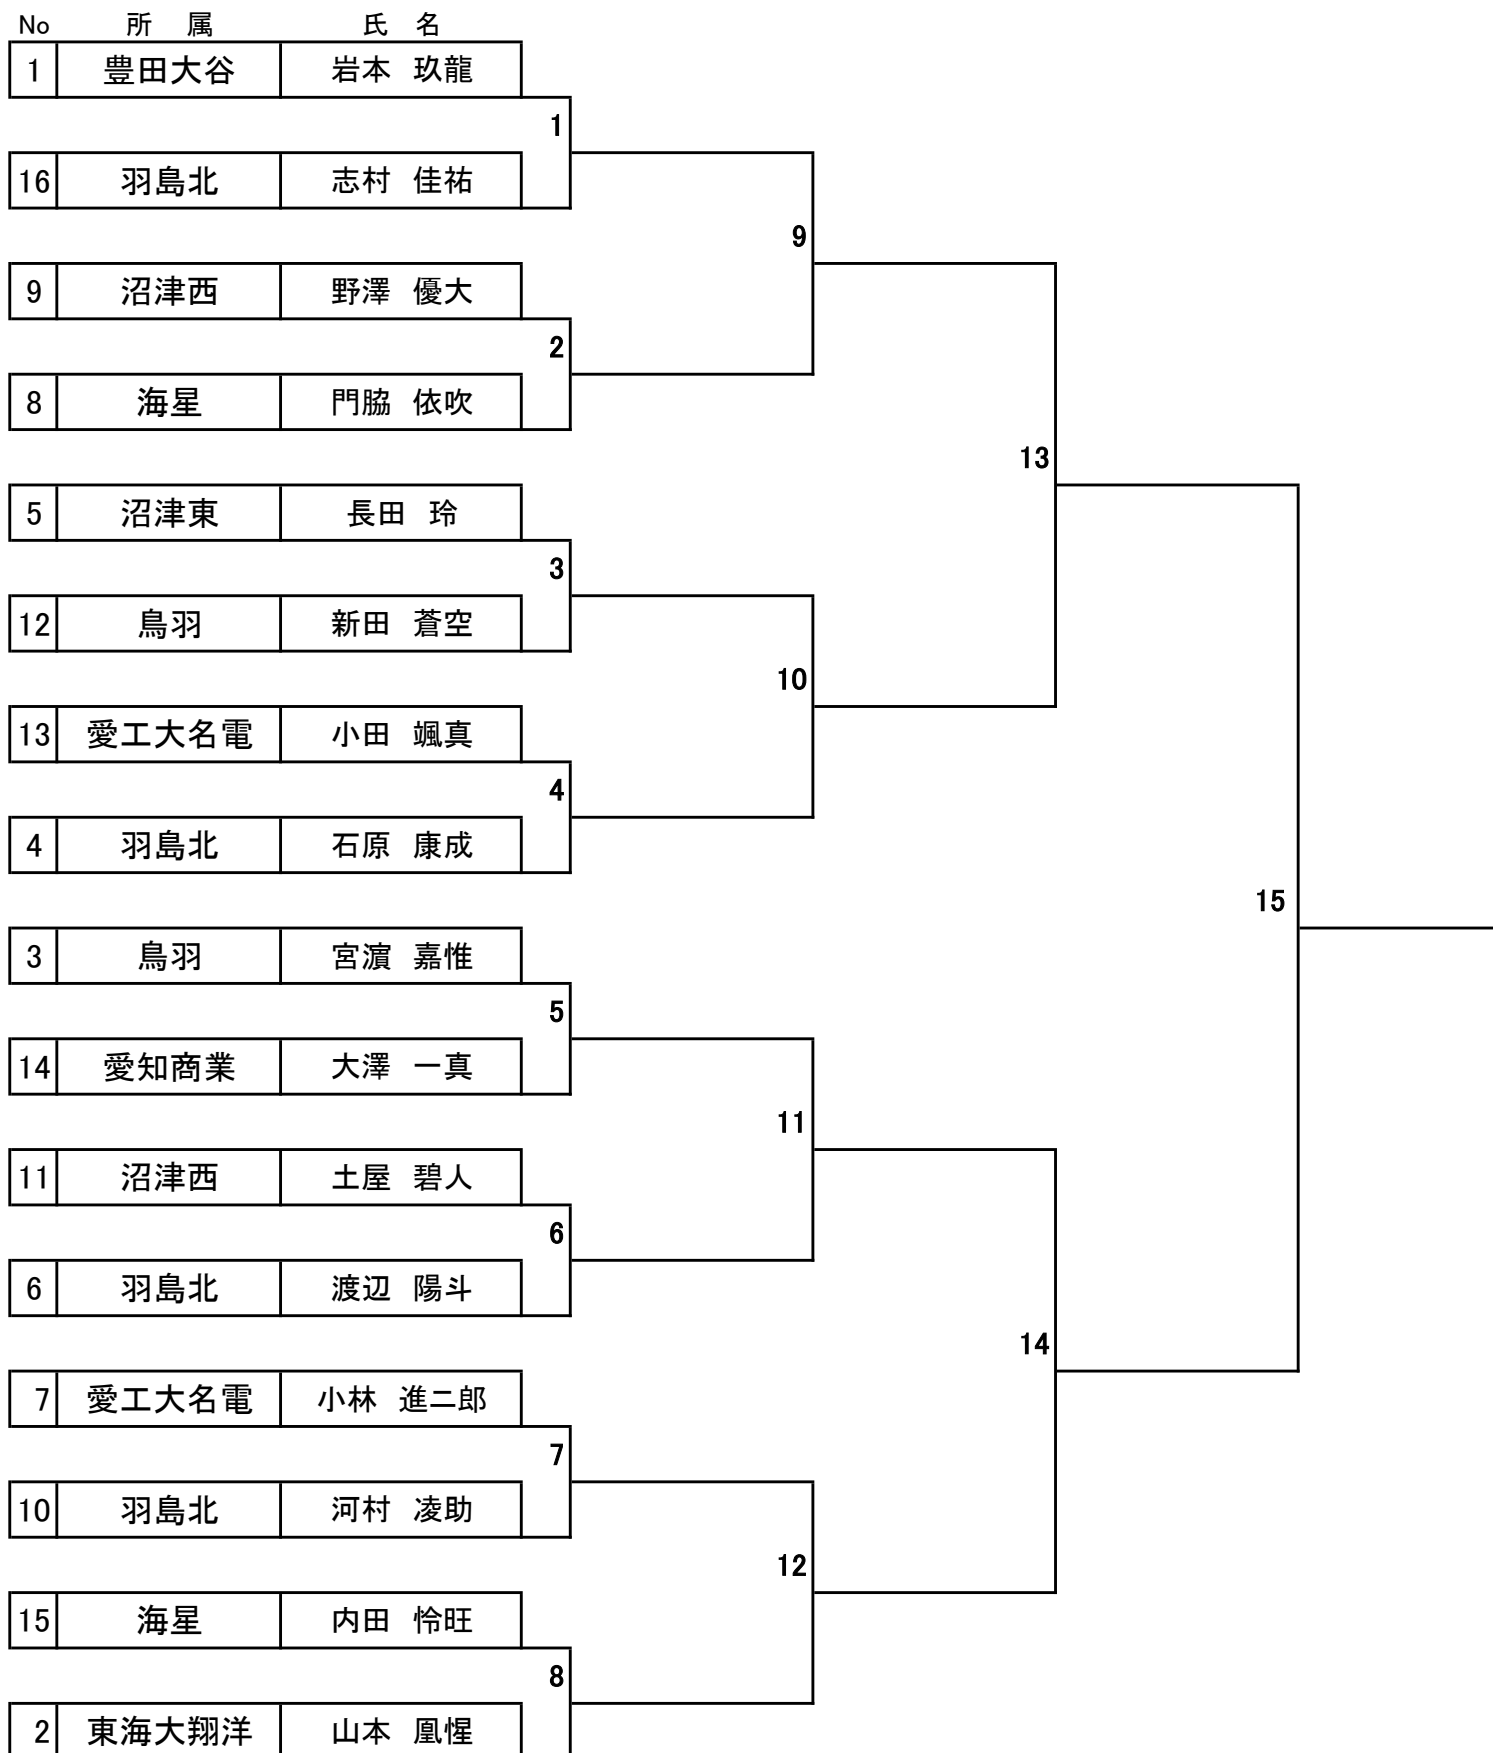 No 所 属 氏 名
1 豊田大谷 岩本 玖龍
1
16 羽島北 志村 佳祐
9
9 沼津西 野澤 優大
2
8 海星 門脇 依吹
13
5 沼津東 長田 玲
3
12 鳥羽 新田 蒼空
10
13 愛工大名電 小田 颯真
4
4 羽島北 石原 康成
15
3 鳥羽 宮濵 嘉惟
5
14 愛知商業 大澤 一真
11
11 沼津西 土屋 碧人
6
6 羽島北 渡辺 陽斗
14
7 愛工大名電 小林 進二郎
7
10 羽島北 河村 凌助
12
15 海星 内田 怜旺
8
2 東海大翔洋 山本 凰惺